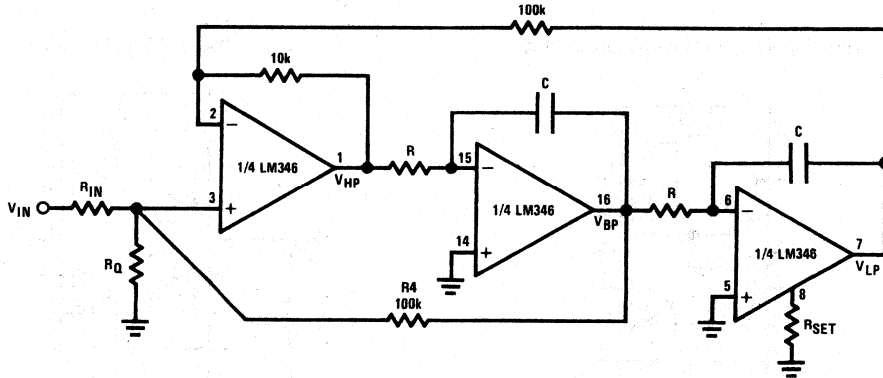 100k
10k
C
2
−
1/4 LM346
1
V_HP
3
+
R
15
−
1/4 LM346
16
V_BP
14
+
C
R
6
−
1/4 LM346
7
V_LP
5
+
8
V_IN
R_IN
R_Q
R4
100k
R_SET